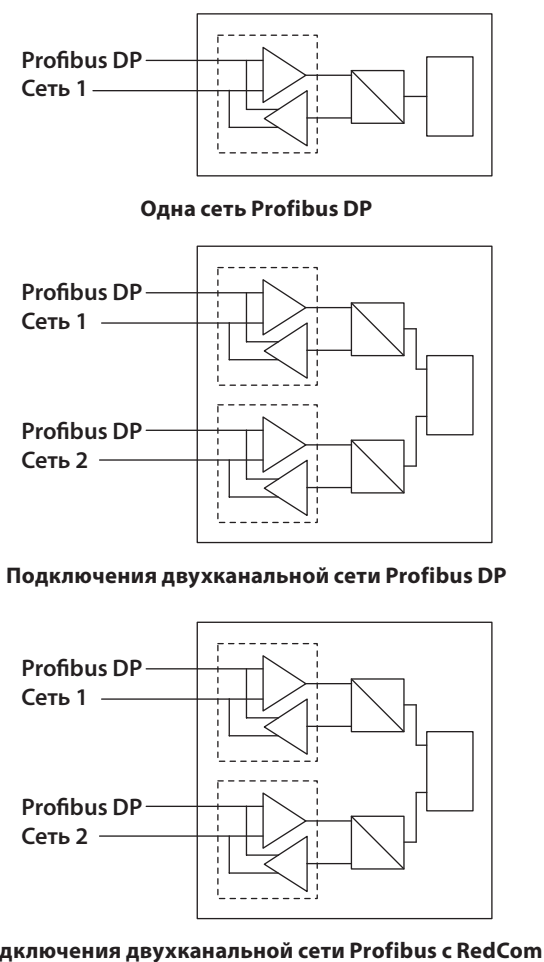 Profibus DP
Сеть 1
Одна сеть Profibus DP
Profibus DP
Сеть 1
Profibus DP
Сеть 2
Подключения двухканальной сети Profibus DP
Profibus DP
Сеть 1
Profibus DP
Сеть 2
дключения двухканальной сети Profibus с RedCom